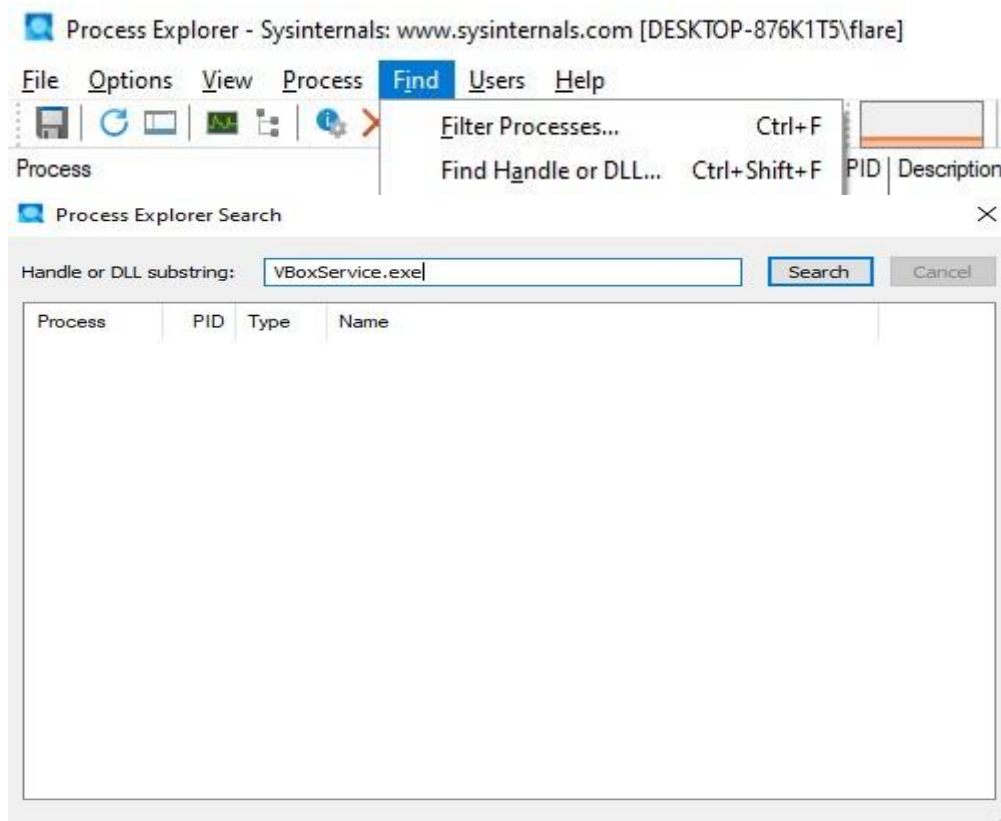 Process Explorer - Sysinternals: www.sysinternals.com [DESKTOP-876K1T5\flare]
File Options View Process Find Users Help
Filter Processes... Ctrl+F
Process Find Handle or DLL... Ctrl+Shift+F PID Description
Process Explorer Search
Handle or DLL substring: VBoxService.exe Search Cancel
Process PID Type Name